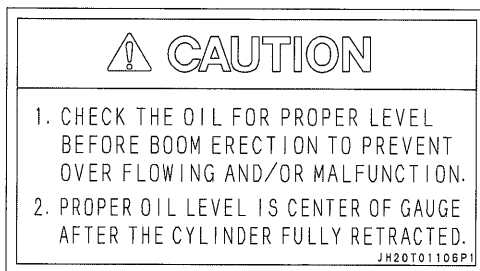 CAUTION
1. CHECK THE OIL FOR PROPER LEVEL
BEFORE BOOM ERECTION TO PREVENT
OVER FLOWING AND/OR MALFUNCTION.
2. PROPER OIL LEVEL IS CENTER OF GAUGE
AFTER THE CYLINDER FULLY RETRACTED.
JH20T01106P1